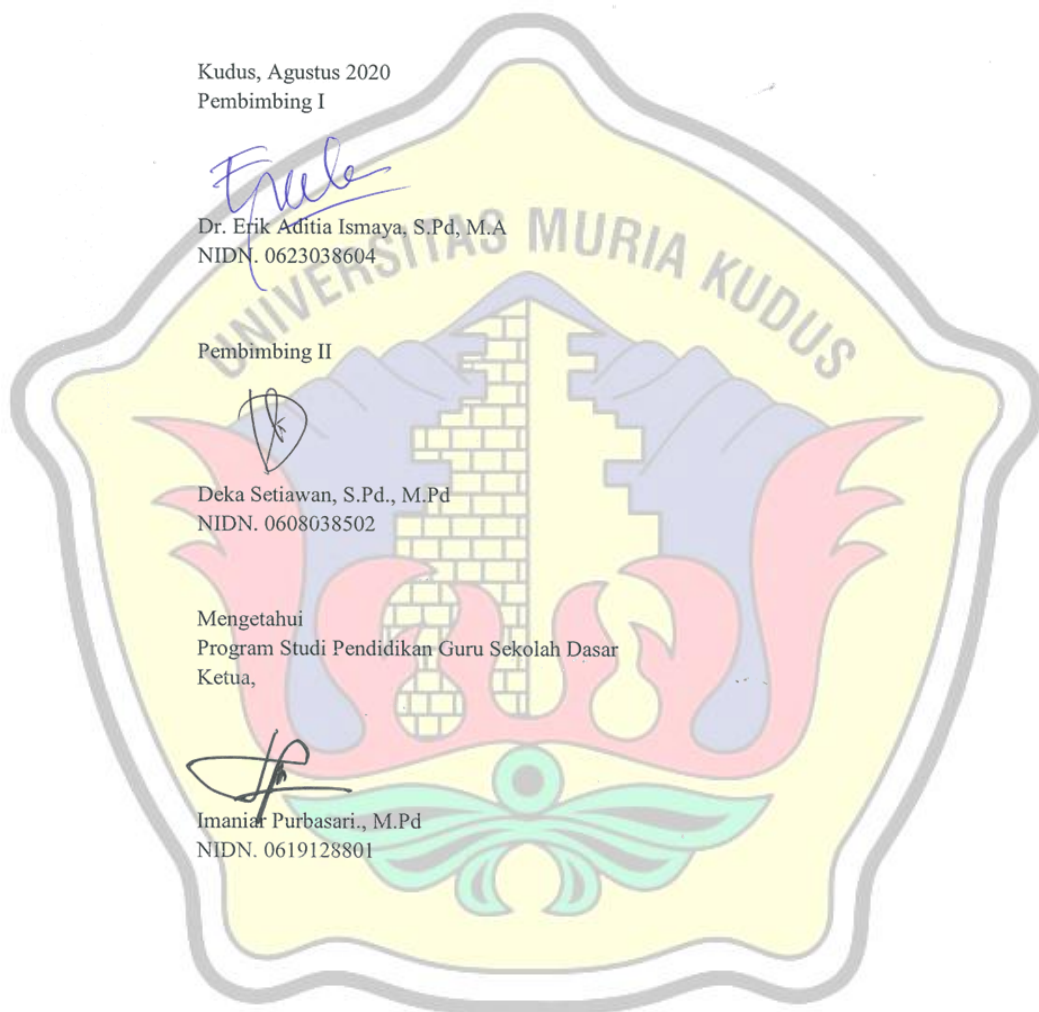 Kudus, Agustus 2020
Pembimbing I
Dr. Erik Aditia Ismaya, S.Pd, M.A
NIDN. 0623038604
UNIVERSITAS MURIA KUDUS
Pembimbing II
Deka Setiawan, S.Pd., M.Pd
NIDN. 0608038502
Mengetahui
Program Studi Pendidikan Guru Sekolah Dasar
Ketua,
Imaniar Purbasari., M.Pd
NIDN. 0619128801